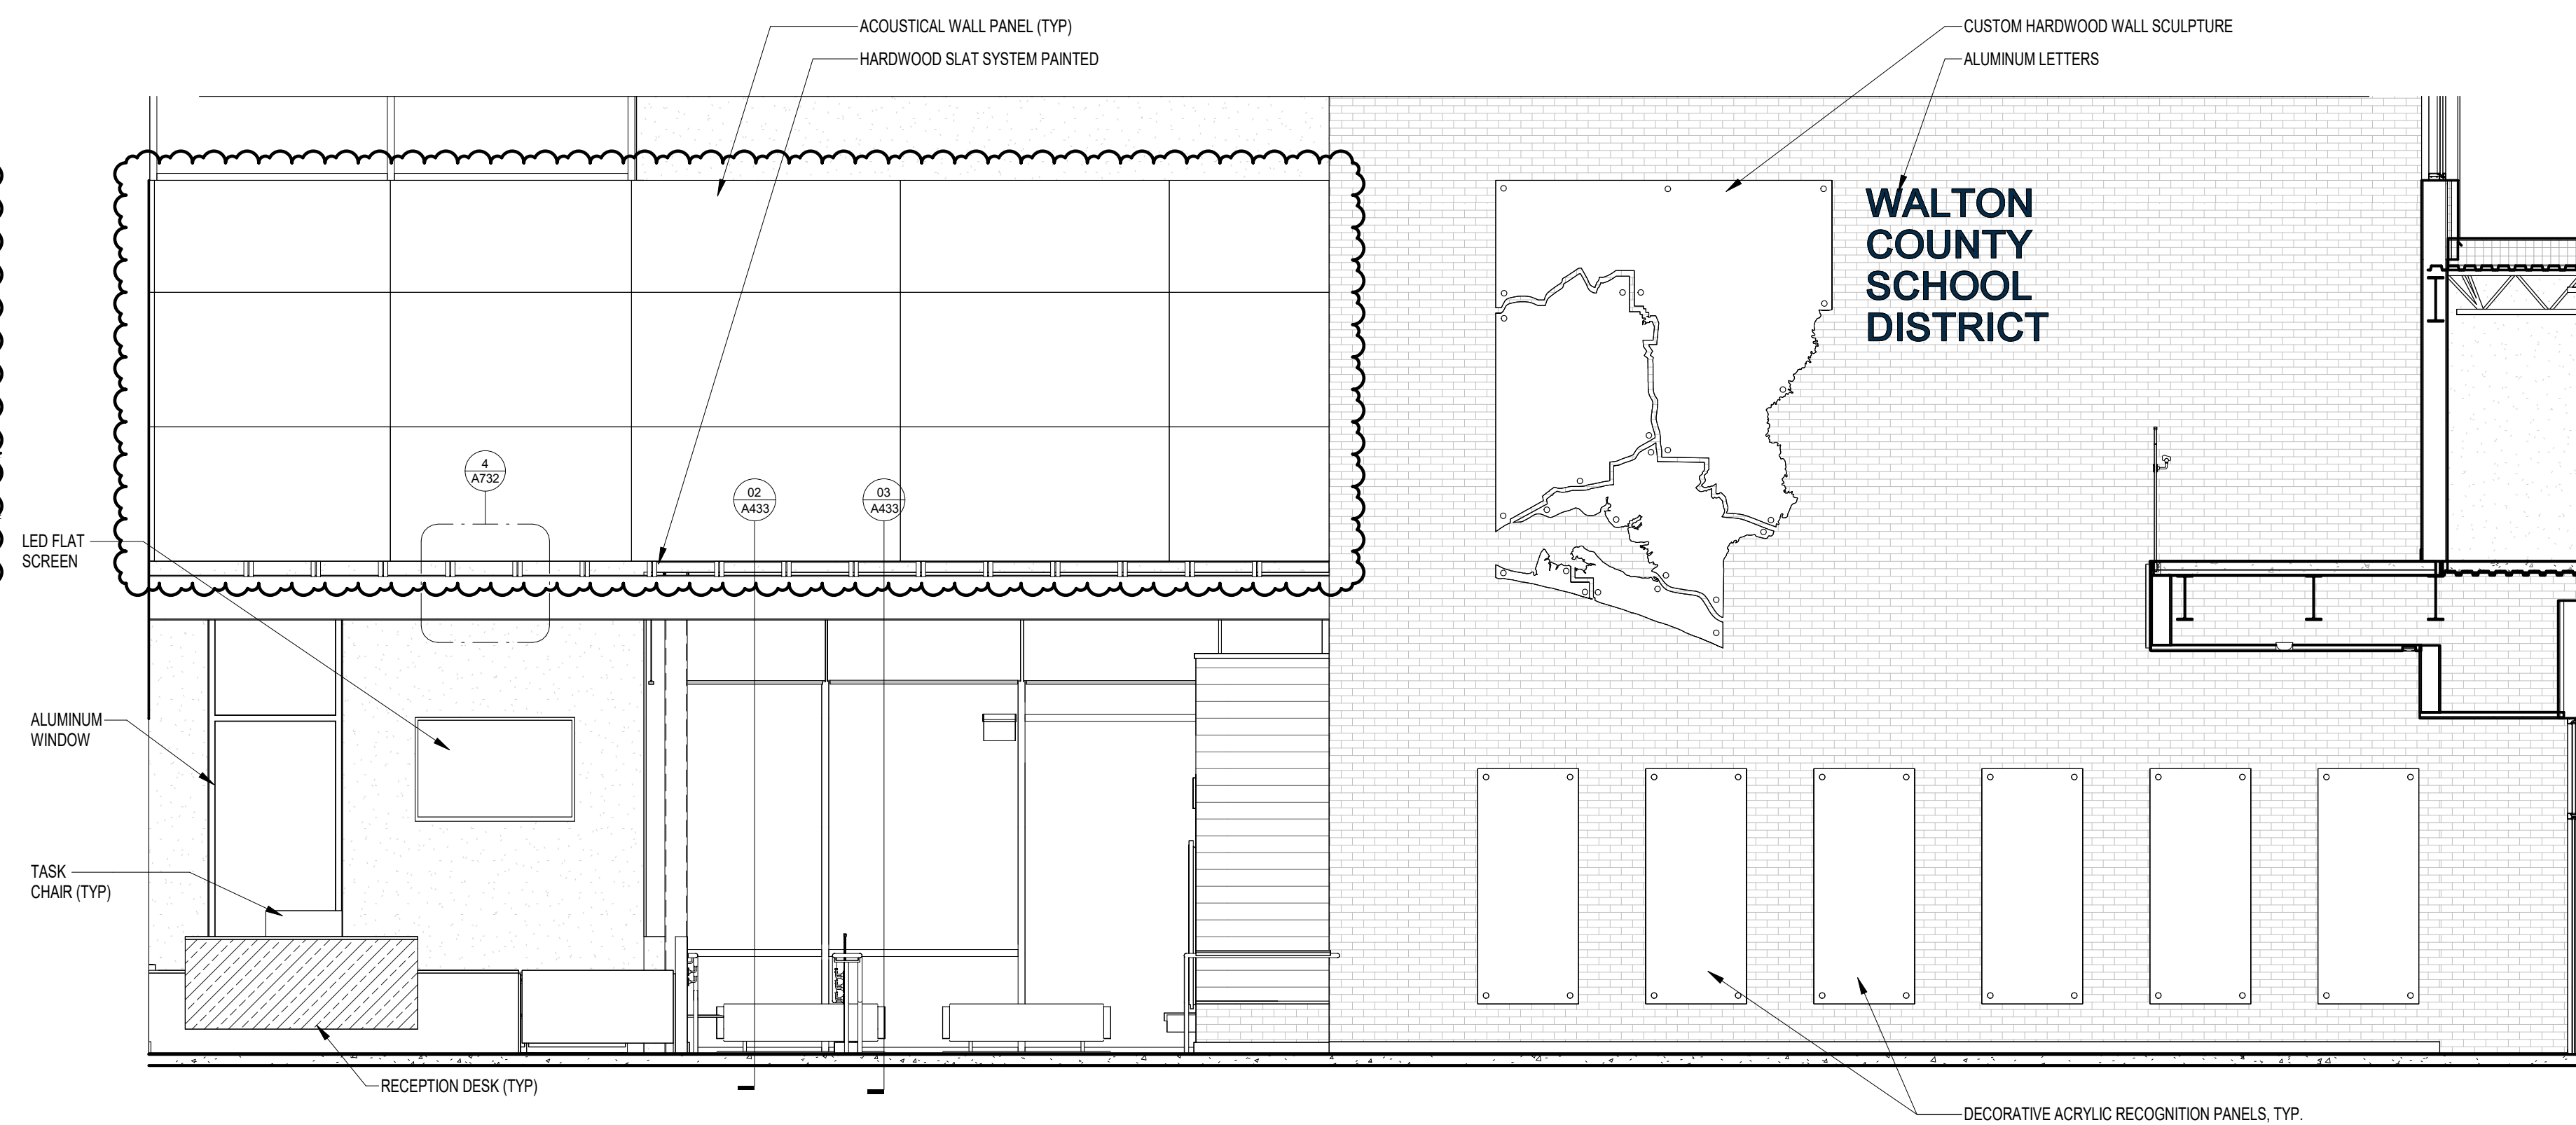 ACOUSTICAL WALL PANEL (TYP)
HARDWOOD SLAT SYSTEM PAINTED
CUSTOM HARDWOOD WALL SCULPTURE
ALUMINUM LETTERS
WALTON
COUNTY
SCHOOL
DISTRICT
4
A732
02
A433
03
A433
LED FLAT
SCREEN
ALUMINUM
WINDOW
TASK
CHAIR (TYP)
RECEPTION DESK (TYP)
DECORATIVE ACRYLIC RECOGNITION PANELS, TYP.